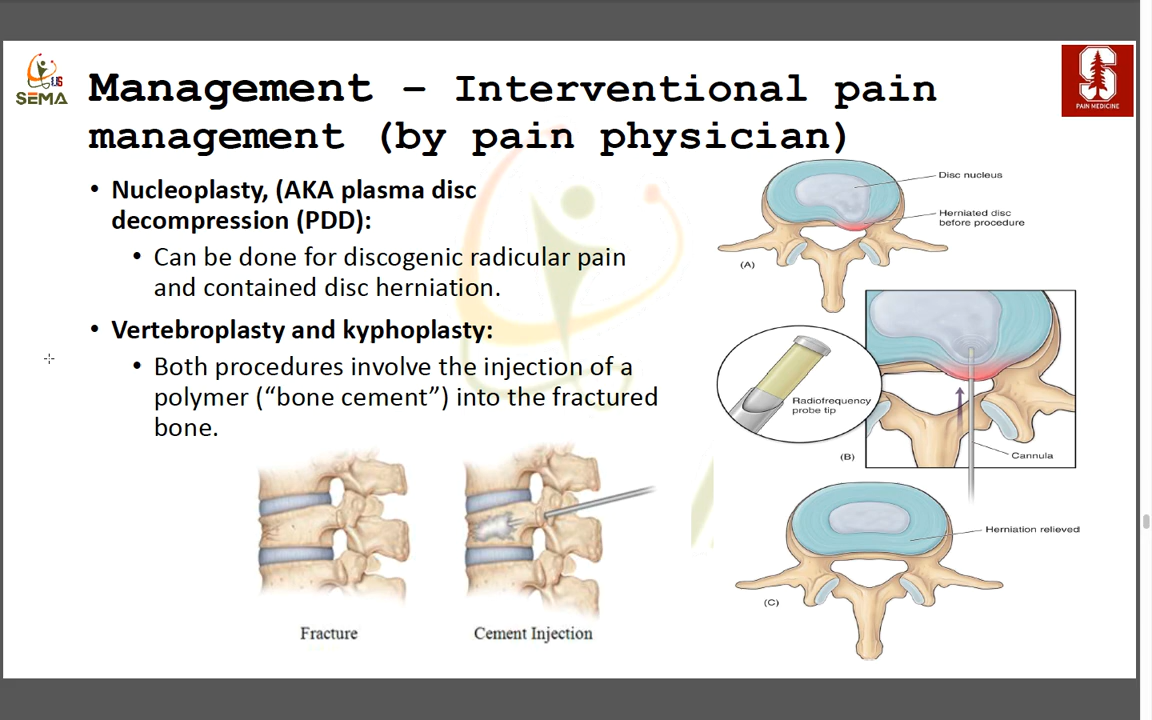 SEMA
US
Management – Interventional pain
management (by pain physician)
PAIN MEDICINE
• Nucleoplasty, (AKA plasma disc
decompression (PDD):
• Can be done for discogenic radicular pain
and contained disc herniation.
• Vertebroplasty and kyphoplasty:
• Both procedures involve the injection of a
polymer (“bone cement”) into the fractured
bone.
Fracture
Cement Injection
Disc nucleus
Herniated disc
before procedure
(A)
Radiofrequency
probe tip
(B)
Cannula
Herniation relieved
(C)